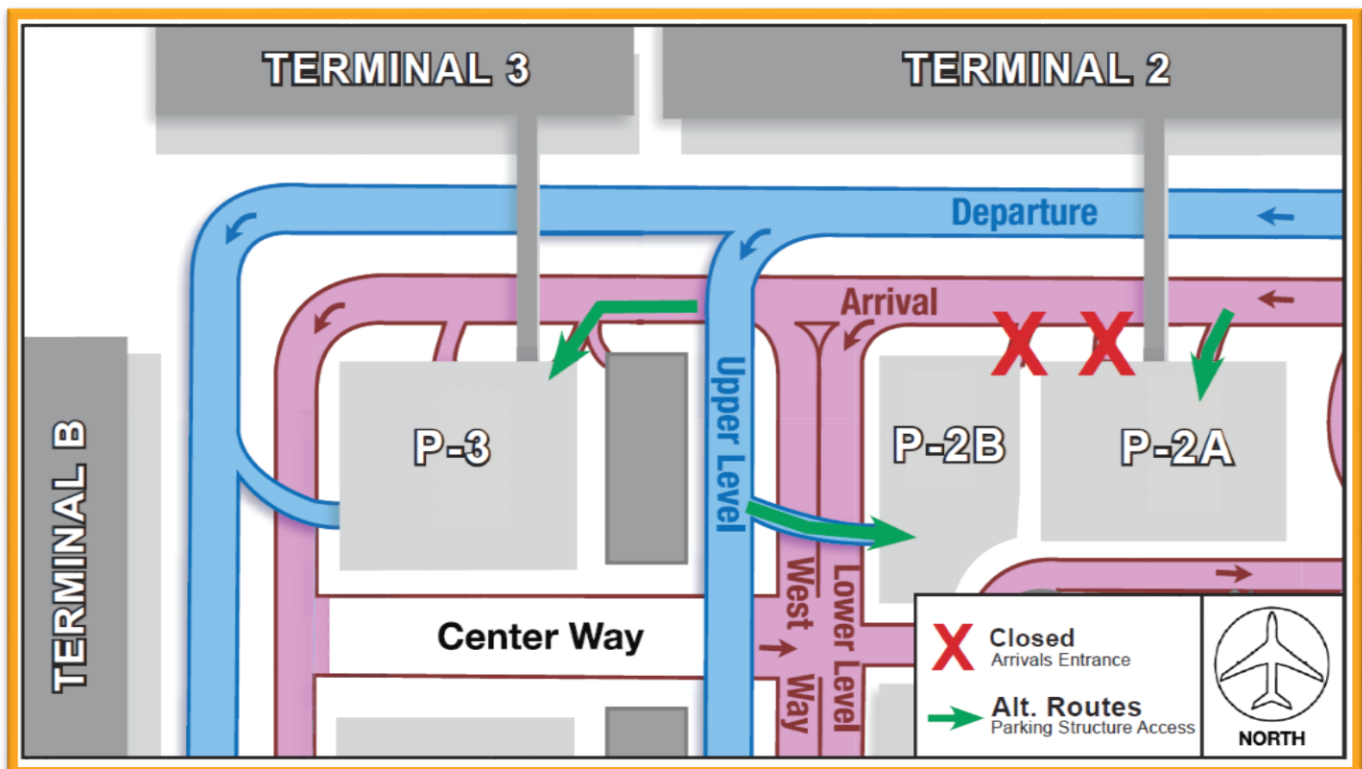 TERMINAL 3
TERMINAL 2
Departure
Arrival
Upper Level
P-3
P-2B
P-2A
TERMINAL B
Center Way
West Way
Lower Level
X Closed
Arrivals Entrance
Alt. Routes
Parking Structure Access
NORTH